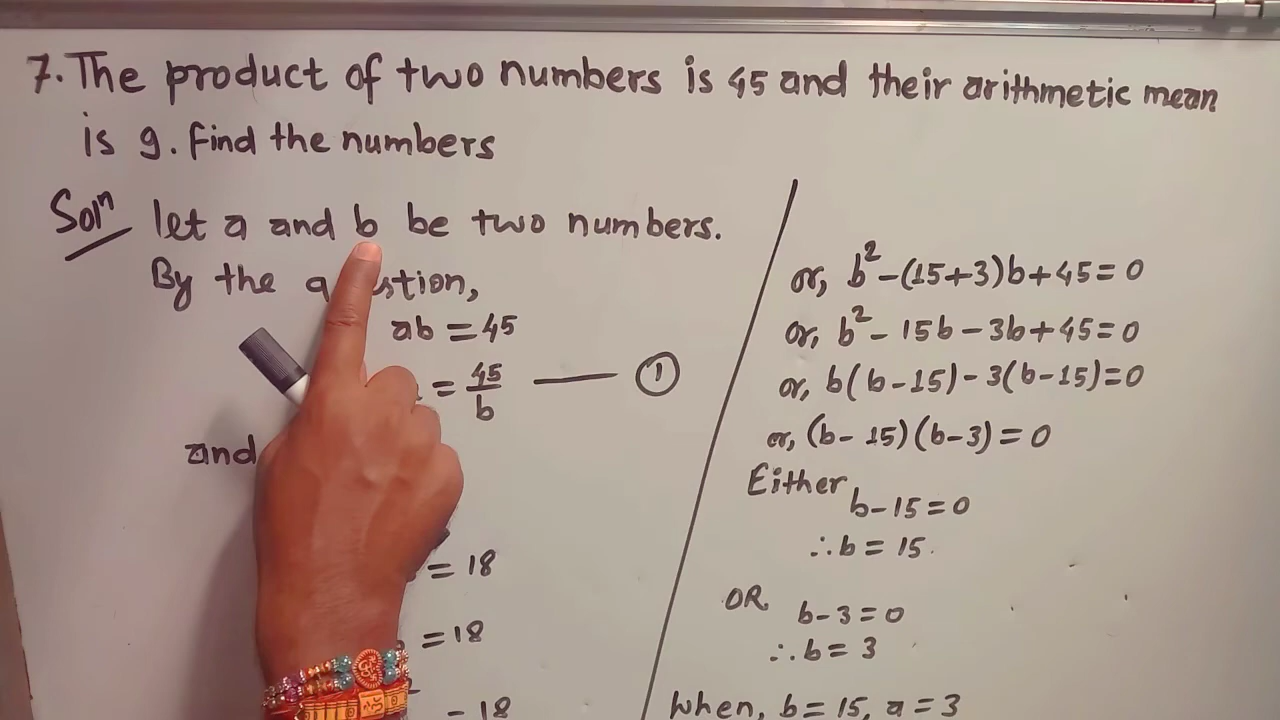 7. The product of two numbers is 45 and their arithmetic mean
is 9. Find the numbers
Solⁿ let a and b be two numbers.
By the
ab = 45
= 45/b —— ①
and
= 18
= 18
= 18
or, b² - (15+3)b + 45 = 0
or, b² - 15b - 3b + 45 = 0
or, b(b-15) - 3(b-15) = 0
or, (b-15)(b-3) = 0
Either
b - 15 = 0
∴ b = 15.
OR
b - 3 = 0
∴ b = 3
When, b = 15, a = 3